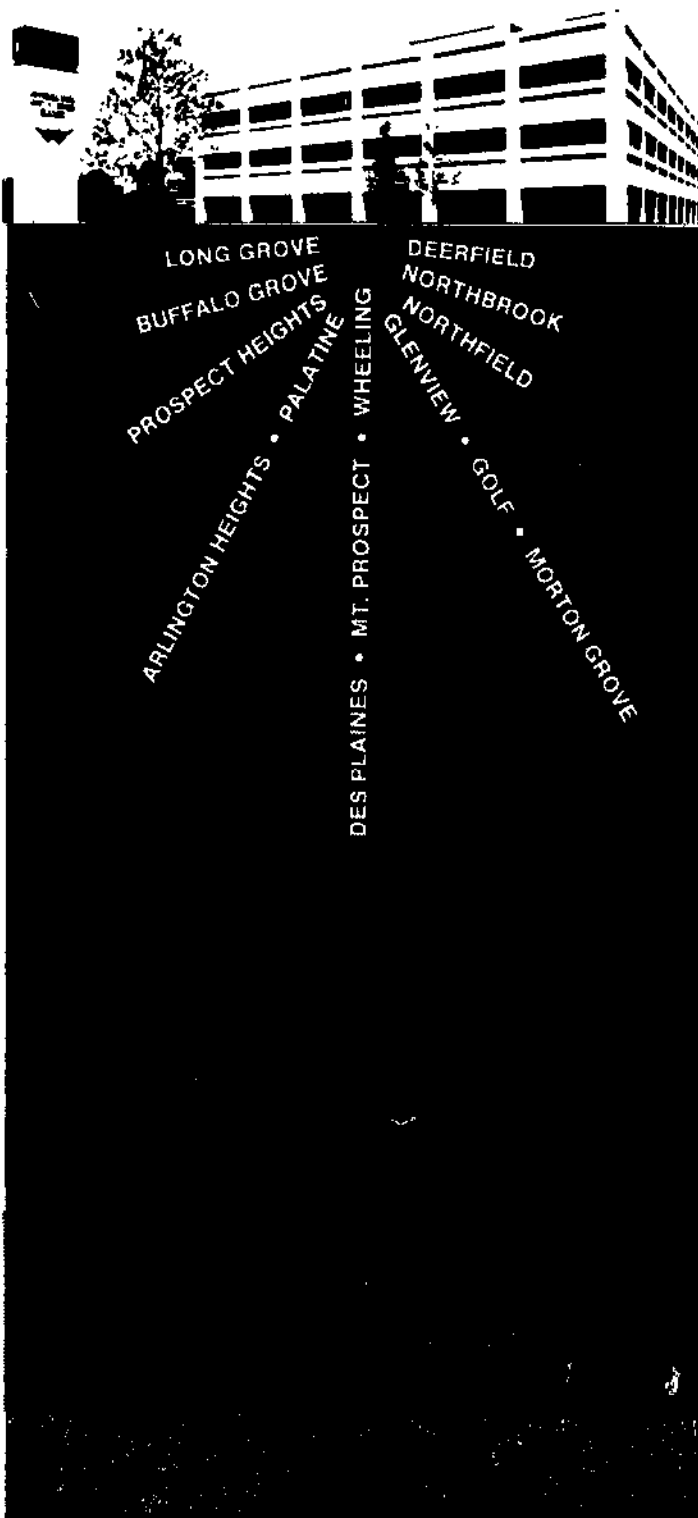 LONG GROVE
BUFFALO GROVE
PROSPECT HEIGHTS
ARLINGTON HEIGHTS • PALATINE
DES PLAINES • MT. PROSPECT • WHEELING
GLENVIEW • GOLF • MORTON GROVE
NORTHFIELD
NORTHBROOK
DEERFIELD